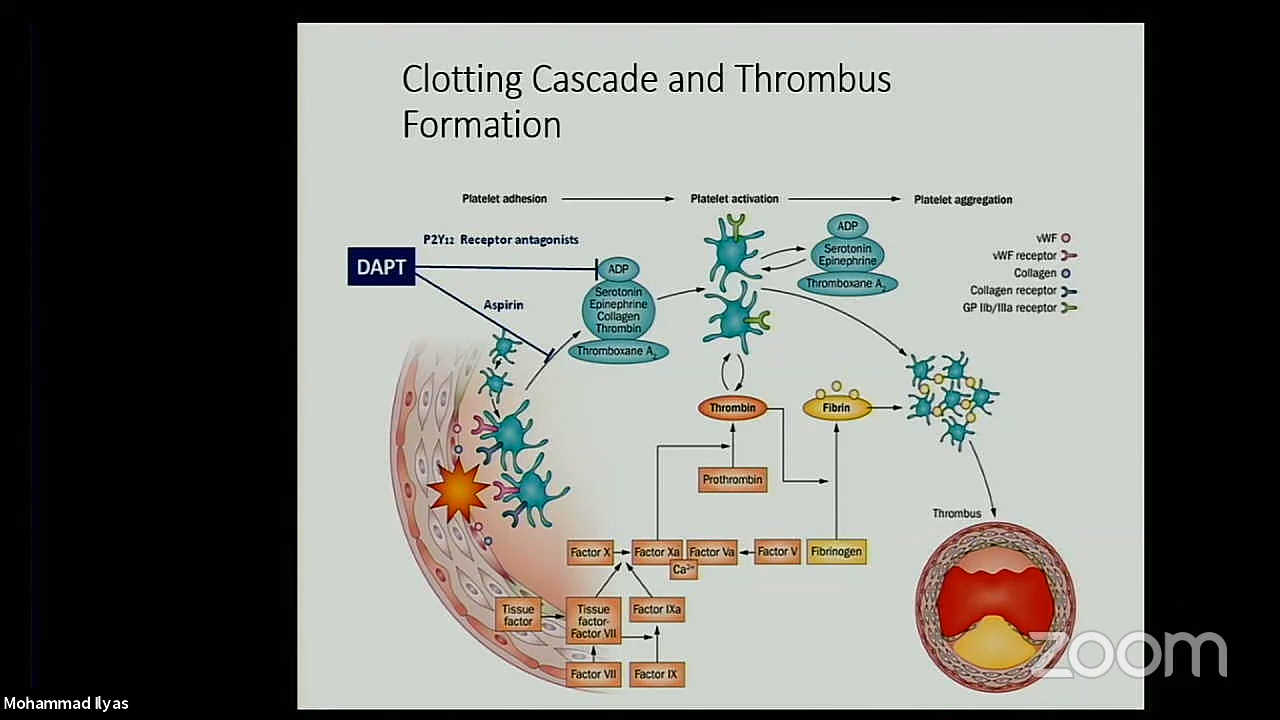 Clotting Cascade and Thrombus
Formation
Platelet adhesion
Platelet activation
Platelet aggregation
P2Y₁₂ Receptor antagonists
DAPT
Aspirin
ADP
Serotonin
Epinephrine
Collagen
Thrombin
Thromboxane A₂
ADP
Serotonin
Epinephrine
Thromboxane A₂
vWF
vWF receptor
Collagen
Collagen receptor
GP IIb/IIIa receptor
Thrombin
Fibrin
Prothrombin
Thrombus
Factor X
Factor Xa
Factor Va
Factor V
Fibrinogen
Ca²⁺
Tissue
factor
Tissue
factor-
Factor VII
Factor IXa
Factor VII
Factor IX
zoom
Mohammad Ilyas